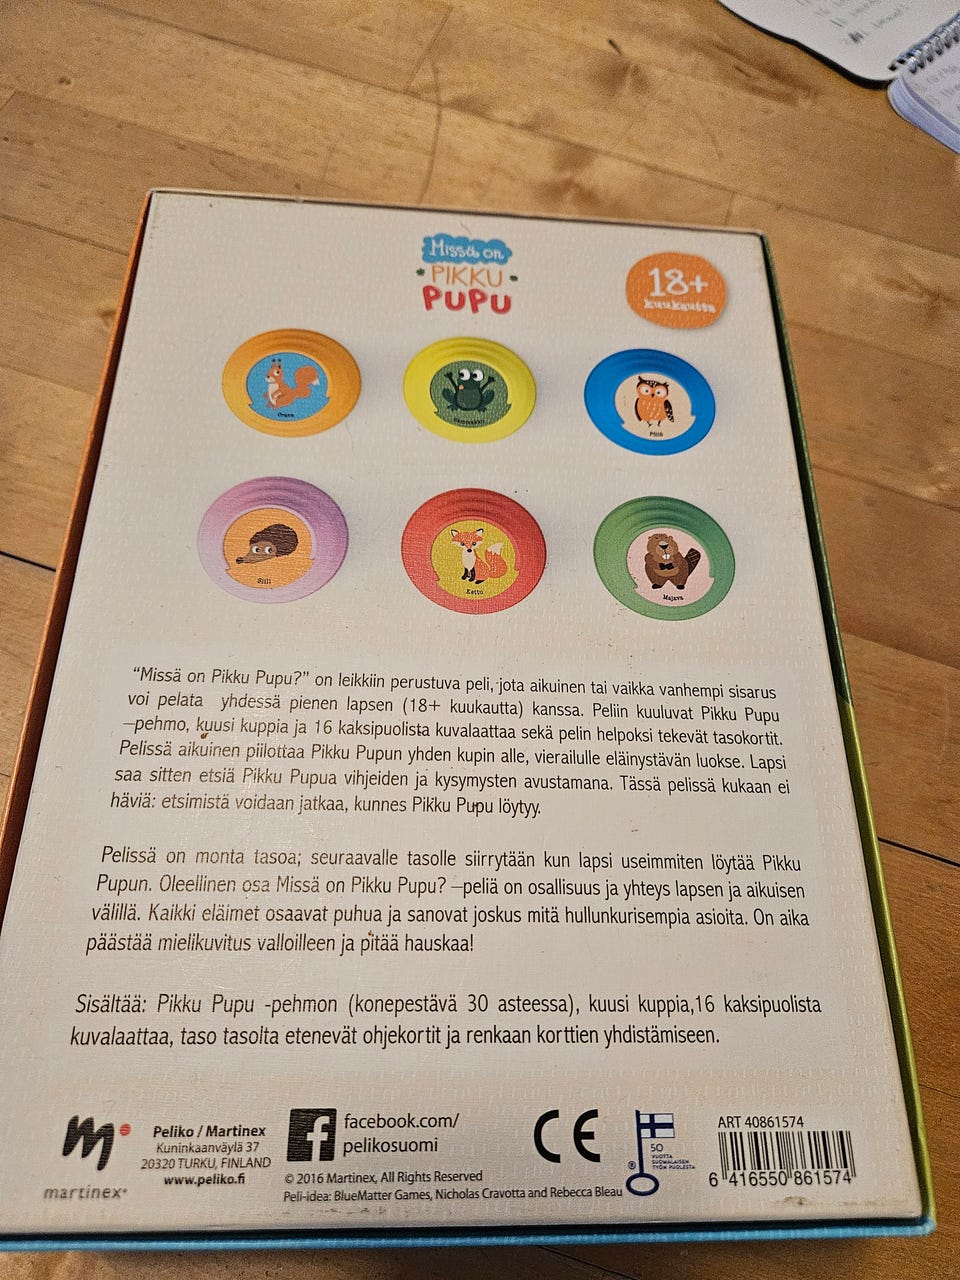 Missä on
PIKKU
PUPU
18+
kuukautta
Orava
Sammakko
Pöllö
Siili
Kettu
Majava
"Missä on Pikku Pupu?" on leikkiin perustuva peli, jota aikuinen tai vaikka vanhempi sisarus
voi pelata yhdessä pienen lapsen (18+ kuukautta) kanssa. Peliin kuuluvat Pikku Pupu
–pehmo, kuusi kuppia ja 16 kaksipuolista kuvalaattaa sekä pelin helpoksi tekevät tasokortit.
Pelissä aikuinen piilottaa Pikku Pupun yhden kupin alle, vierailulle eläinystävän luokse. Lapsi
saa sitten etsiä Pikku Pupua vihjeiden ja kysymysten avustamana. Tässä pelissä kukaan ei
häviä: etsimistä voidaan jatkaa, kunnes Pikku Pupu löytyy.
Pelissä on monta tasoa; seuraavalle tasolle siirrytään kun lapsi useimmiten löytää Pikku
Pupun. Oleellinen osa Missä on Pikku Pupu? –peliä on osallisuus ja yhteys lapsen ja aikuisen
välillä. Kaikki eläimet osaavat puhua ja sanovat joskus mitä hullunkurisempia asioita. On aika
päästää mielikuvitus valloilleen ja pitää hauskaa!
Sisältää: Pikku Pupu -pehmon (konepestävä 30 asteessa), kuusi kuppia,16 kaksipuolista
kuvalaattaa, taso tasolta etenevät ohjekortit ja renkaan korttien yhdistämiseen.
m
martinex®
Peliko / Martinex
Kuninkaanväylä 37
20320 TURKU, FINLAND
www.peliko.fi
f
facebook.com/
pelikosuomi
© 2016 Martinex, All Rights Reserved
Peli-idea: BlueMatter Games, Nicholas Cravotta and Rebecca Bleau
CE
50
VUOTTA
SUOMALAISEN
TYÖN PUOLESTA
®
ART 40861574
6 416550 861574